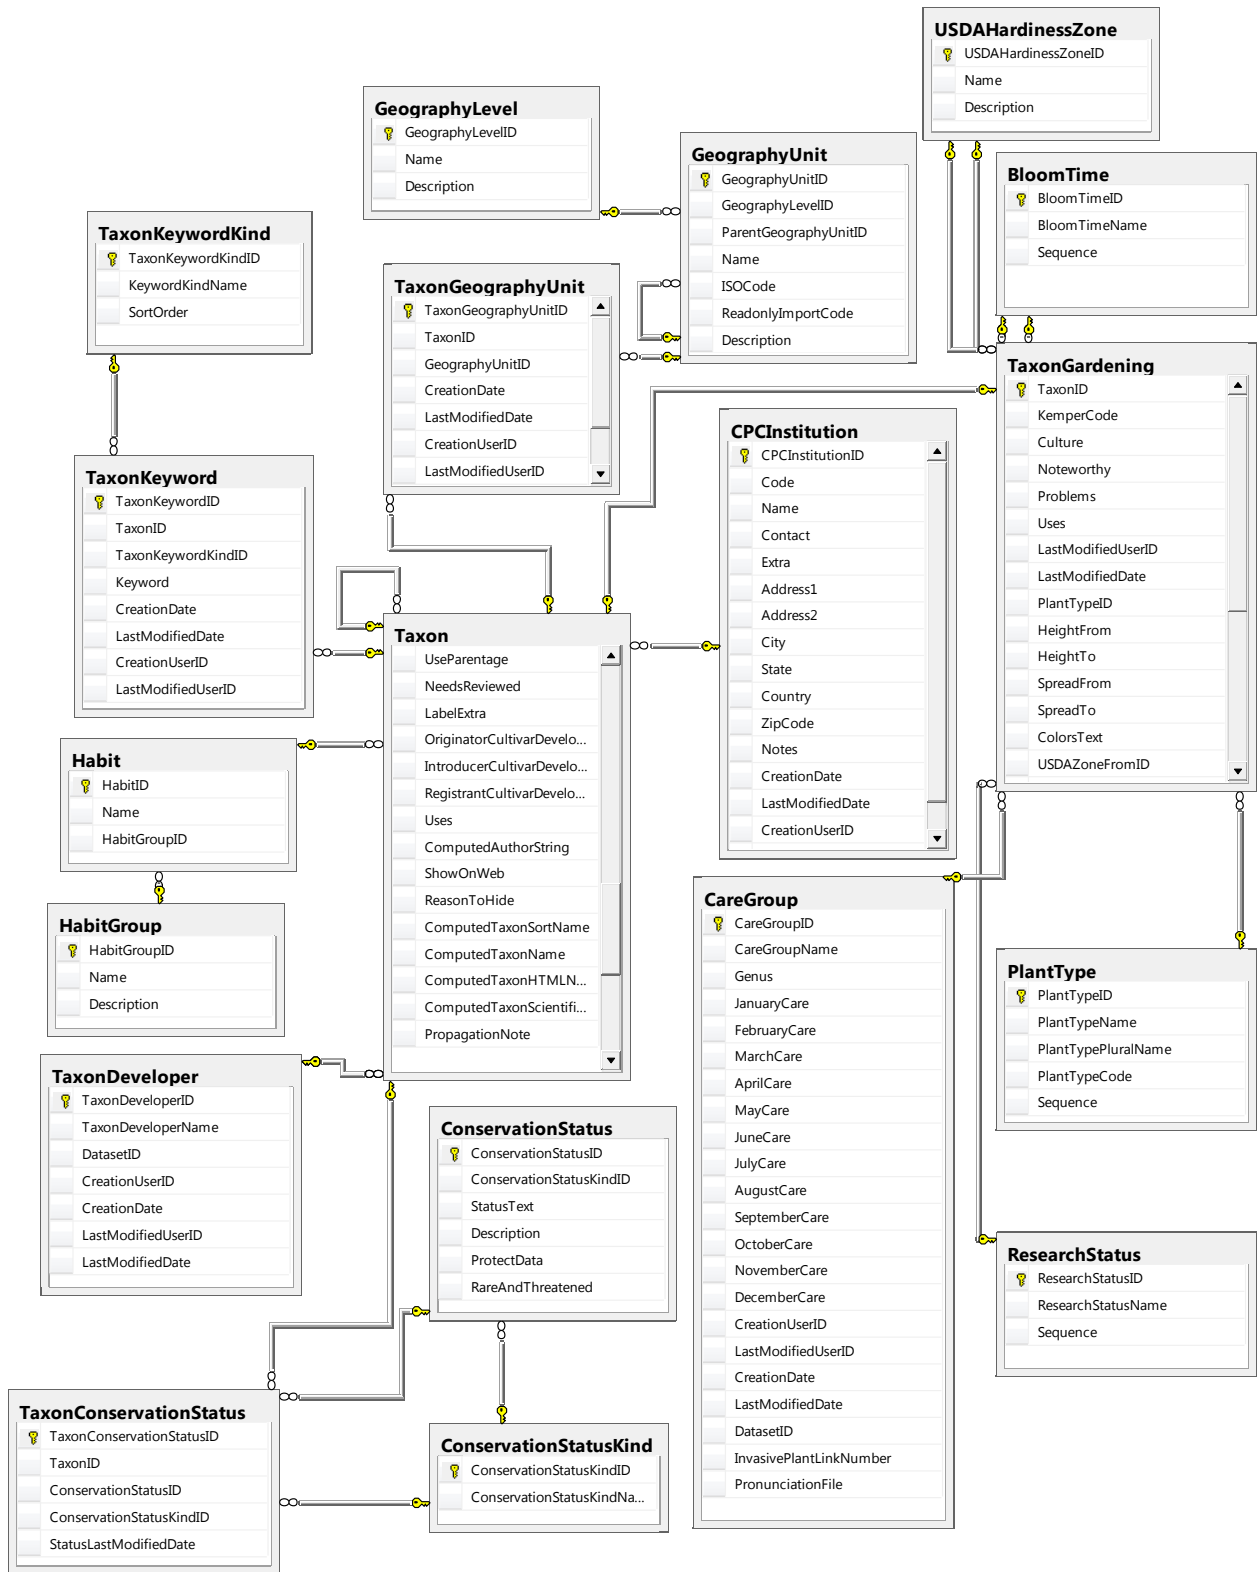 USDAHardinessZone
USDAHardinessZoneID
Name
Description
GeographyLevel
GeographyLevelID
Name
Description
GeographyUnit
GeographyUnitID
GeographyLevelID
ParentGeographyUnitID
Name
ISOCode
ReadonlyImportCode
Description
BloomTime
BloomTimeID
BloomTimeName
Sequence
TaxonKeywordKind
TaxonKeywordKindID
KeywordKindName
SortOrder
TaxonGeographyUnit
TaxonGeographyUnitID
TaxonID
GeographyUnitID
CreationDate
LastModifiedDate
CreationUserID
LastModifiedUserID
TaxonGardening
TaxonID
KemperCode
Culture
Noteworthy
Problems
Uses
LastModifiedUserID
LastModifiedDate
PlantTypeID
HeightFrom
HeightTo
SpreadFrom
SpreadTo
ColorsText
USDAZoneFromID
CPCInstitution
CPCInstitutionID
Code
Name
Contact
Extra
Address1
Address2
City
State
Country
ZipCode
Notes
CreationDate
LastModifiedDate
CreationUserID
TaxonKeyword
TaxonKeywordID
TaxonID
TaxonKeywordKindID
Keyword
CreationDate
LastModifiedDate
CreationUserID
LastModifiedUserID
Taxon
UseParentage
NeedsReviewed
LabelExtra
OriginatorCultivarDevelo...
IntroducerCultivarDevelo...
RegistrantCultivarDevelo...
Uses
ComputedAuthorString
ShowOnWeb
ReasonToHide
ComputedTaxonSortName
ComputedTaxonName
ComputedTaxonHTMLN...
ComputedTaxonScientifi...
PropagationNote
Habit
HabitID
Name
HabitGroupID
HabitGroup
HabitGroupID
Name
Description
CareGroup
CareGroupID
CareGroupName
Genus
JanuaryCare
FebruaryCare
MarchCare
AprilCare
MayCare
JuneCare
JulyCare
AugustCare
SeptemberCare
OctoberCare
NovemberCare
DecemberCare
CreationUserID
LastModifiedUserID
CreationDate
LastModifiedDate
DatasetID
InvasivePlantLinkNumber
PronunciationFile
PlantType
PlantTypeID
PlantTypeName
PlantTypePluralName
PlantTypeCode
Sequence
TaxonDeveloper
TaxonDeveloperID
TaxonDeveloperName
DatasetID
CreationUserID
CreationDate
LastModifiedUserID
LastModifiedDate
ConservationStatus
ConservationStatusID
ConservationStatusKindID
StatusText
Description
ProtectData
RareAndThreatened
ResearchStatus
ResearchStatusID
ResearchStatusName
Sequence
TaxonConservationStatus
TaxonConservationStatusID
TaxonID
ConservationStatusID
ConservationStatusKindID
StatusLastModifiedDate
ConservationStatusKind
ConservationStatusKindID
ConservationStatusKindNa...